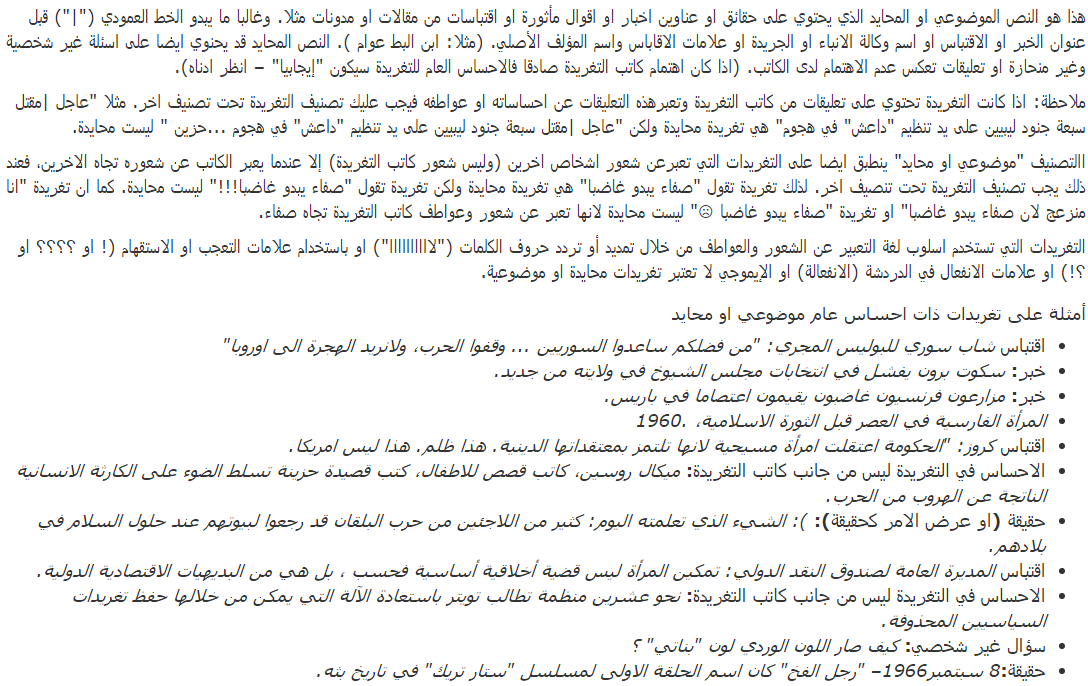 هذا هو النص الموضوعي او المحايد الذي يحتوي على حقائق او عناوين اخبار او اقوال مأثورة او اقتباسات من مقالات او مدونات مثلا. وغالبا ما يبدو الخط العمودي ("|") قبل
عنوان الخبر او الاقتباس او اسم وكالة الانباء او الجريدة او علامات الاقاباس واسم المؤلف الأصلي. (مثلا: ابن البط عوام ). النص المحايد قد يحنوي ايضا على اسئلة غير شخصية
وغير منحازة او تعليقات تعكس عدم الاهتمام لدى الكاتب. (اذا كان اهتمام كاتب التغريدة صادقا فالاحساس العام للتغريدة سيكون "إيجابيا" – انظر ادناه).
ملاحظة: اذا كانت التغريدة تحتوي على تعليقات من كاتب التغريدة وتعبرهذه التعليقات عن احساساته او عواطفه فيجب عليك تصنيف التغريدة تحت تصنيف اخر. مثلا "عاجل |مقتل
سبعة جنود ليبيين على يد تنظيم "داعش" في هجوم" هي تغريدة محايدة ولكن "عاجل |مقتل سبعة جنود ليبيين على يد تنظيم "داعش" في هجوم ...حزين " ليست محايدة.
االتصنيف "موضوعي او محايد" ينطبق ايضا على التغريدات التي تعبرعن شعور اشخاص اخرين (وليس شعور كاتب التغريدة) إلا عندما يعبر الكاتب عن شعوره تجاه الاخرين، فعند
ذلك يجب تصنيف التغريدة تحت تنصيف اخر. لذلك تغريدة تقول "صفاء يبدو غاضبا" هي تغريدة محايدة ولكن تغريدة تقول "صفاء يبدو غاضبا!!!" ليست محايدة. كما ان تغريدة "انا
منزعج لان صفاء يبدو غاضبا" او تغريدة "صفاء يبدو غاضبا ☹" ليست محايدة لانها تعبر عن شعور وعواطف كاتب التغريدة تجاه صفاء.
التغريدات التي تستخدم اسلوب لغة التعبير عن الشعور والعواطف من خلال تمديد أو تردد حروف الكلمات ("لااااااااا") او باستخدام علامات التعجب او الاستقهام (! او ؟؟؟؟ او
؟!) او علامات الانفعال في الدردشة (الانفعالة) او الإيموجي لا تعتبر تغريدات محايدة او موضوعية.
أمثلة على تغريدات ذات احساس عام موضوعي او محايد
• اقتباس شاب سوري للبوليس المجري: "من فضلكم ساعدوا السوريين ... وقفوا الحرب، ولانريد الهجرة الى اوروبا"
• خبر: سكوت برون يفشل في انتخابات مجلس الشيوخ في ولايته من جديد.
• خبر: مزارعون فرنسيون غاضبون يقيمون اعتصاما في باريس.
• المرأة الفارسية في العصر قبل الثورة الاسلامية، .1960
• اقتباس كروز: "الحكومة اعتقلت امرأة مسيحية لانها تلتمز بمعتقداتها الدينية. هذا ظلم. هذا ليس امريكا.
• الاحساس في التغريدة ليس من جانب كاتب التغريدة: ميكال روسين، كاتب قصص للاطفال، كتب قصيدة حزينة تسلط الضوء على الكارثة الانسانية
الناتجة عن الهروب من الحرب.
• حقيقة (او عرض الامر كحقيقة): ): الشيء الذي تعلمته اليوم: كثير من اللاجئين من حرب البلقان قد رجعوا لبيوتهم عند حلول السلام في
بلادهم.
• اقتباس المديرة العامة لصندوق النقد الدولي: تمكين المرأة ليس قضية أخلاقية أساسية فحسب ، بل هي من البديهيات الاقتصادية الدولية.
• الاحساس في التغريدة ليس من جانب كاتب التغريدة: نحو عشرين منظمة تطالب تويتر باستعادة الآلة التي يمكن من خلالها حفظ تغريدات
السياسيين المحذوفة.
• سؤال غير شخصي: كيف صار اللون الوردي لون "بناتي" ؟
• حقيقة:8 سبتمبر1966– "رجل الفخ" كان اسم الحلقة الاولى لمسلسل "ستار تريك" في تاريخ بثه.